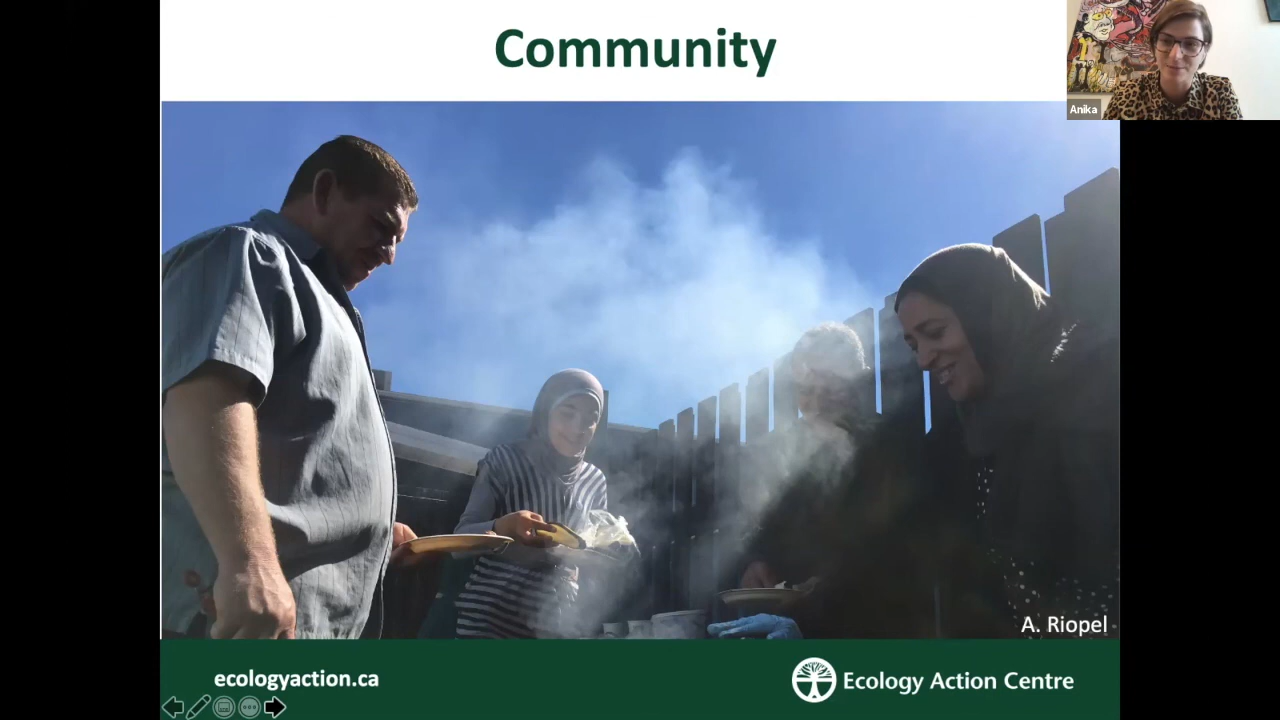 Community
Anika
A. Riopel
ecologyaction.ca
Ecology Action Centre